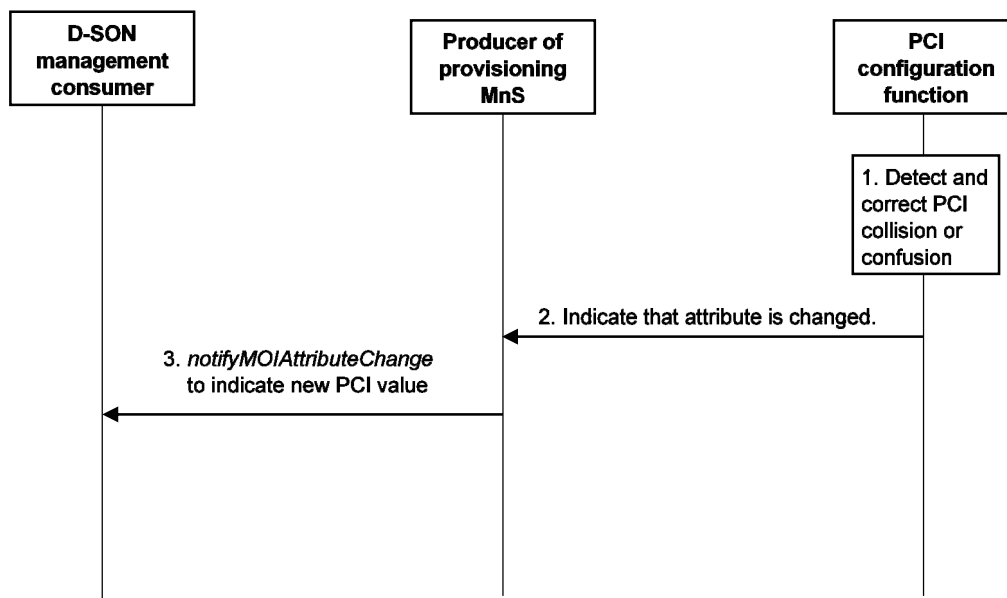 D-SON
management
consumer
Producer of
provisioning
MnS
PCI
configuration
function
1. Detect and
correct PCI
collision or
confusion
2. Indicate that attribute is changed.
3. notifyMOIAttributeChange
to indicate new PCI value